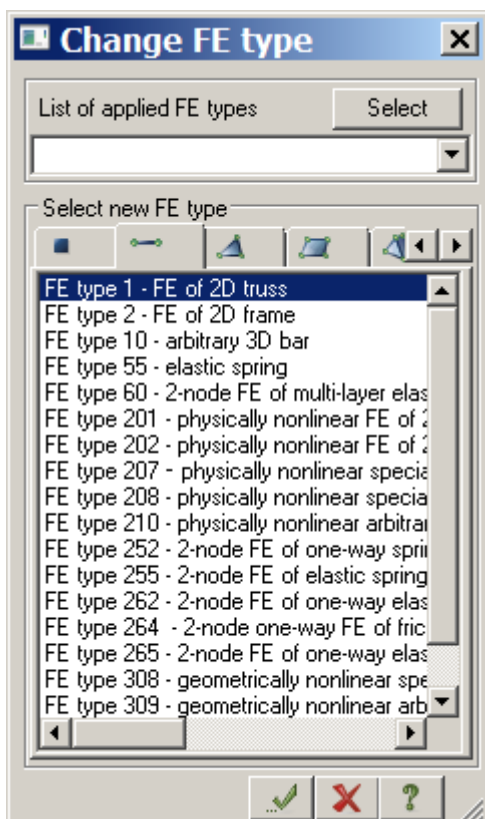 Change FE type
List of applied FE types
Select
Select new FE type
FE type 1 - FE of 2D truss
FE type 2 - FE of 2D frame
FE type 10 - arbitrary 3D bar
FE type 55 - elastic spring
FE type 60 - 2-node FE of multi-layer elas
FE type 201 - physically nonlinear FE of 2
FE type 202 - physically nonlinear FE of 2
FE type 207 - physically nonlinear specia
FE type 208 - physically nonlinear specia
FE type 210 - physically nonlinear arbitrar
FE type 252 - 2-node FE of one-way sprin
FE type 255 - 2-node FE of elastic spring
FE type 262 - 2-node FE of one-way elas
FE type 264  - 2-node one-way FE of fric
FE type 265 - 2-node FE of one-way elas
FE type 308 - geometrically nonlinear spe
FE type 309 - geometrically nonlinear arb